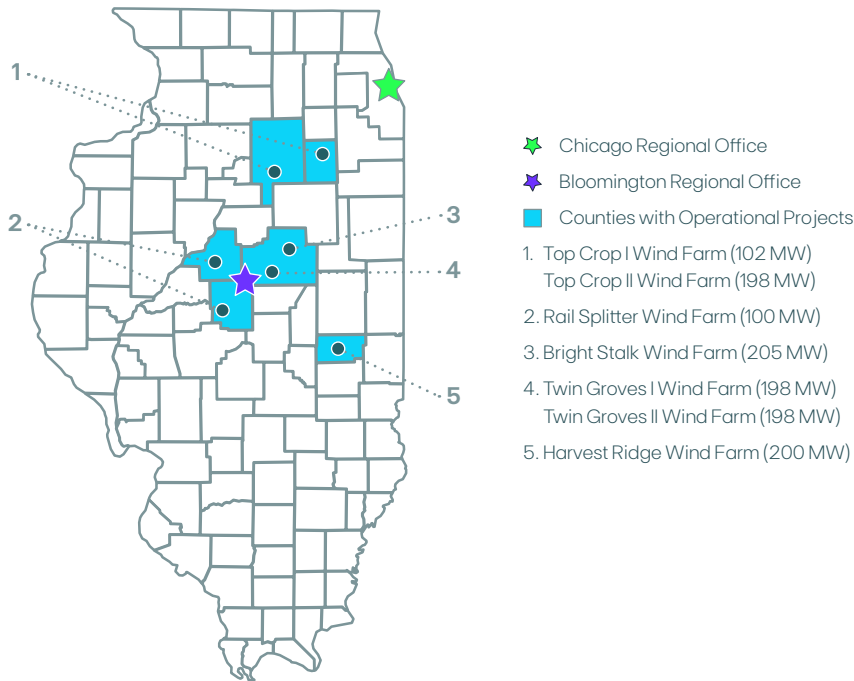 1
2
3
4
5
Chicago Regional Office
Bloomington Regional Office
Counties with Operational Projects
1. Top Crop I Wind Farm (102 MW)
Top Crop II Wind Farm (198 MW)
2. Rail Splitter Wind Farm (100 MW)
3. Bright Stalk Wind Farm (205 MW)
4. Twin Groves I Wind Farm (198 MW)
Twin Groves II Wind Farm (198 MW)
5. Harvest Ridge Wind Farm (200 MW)